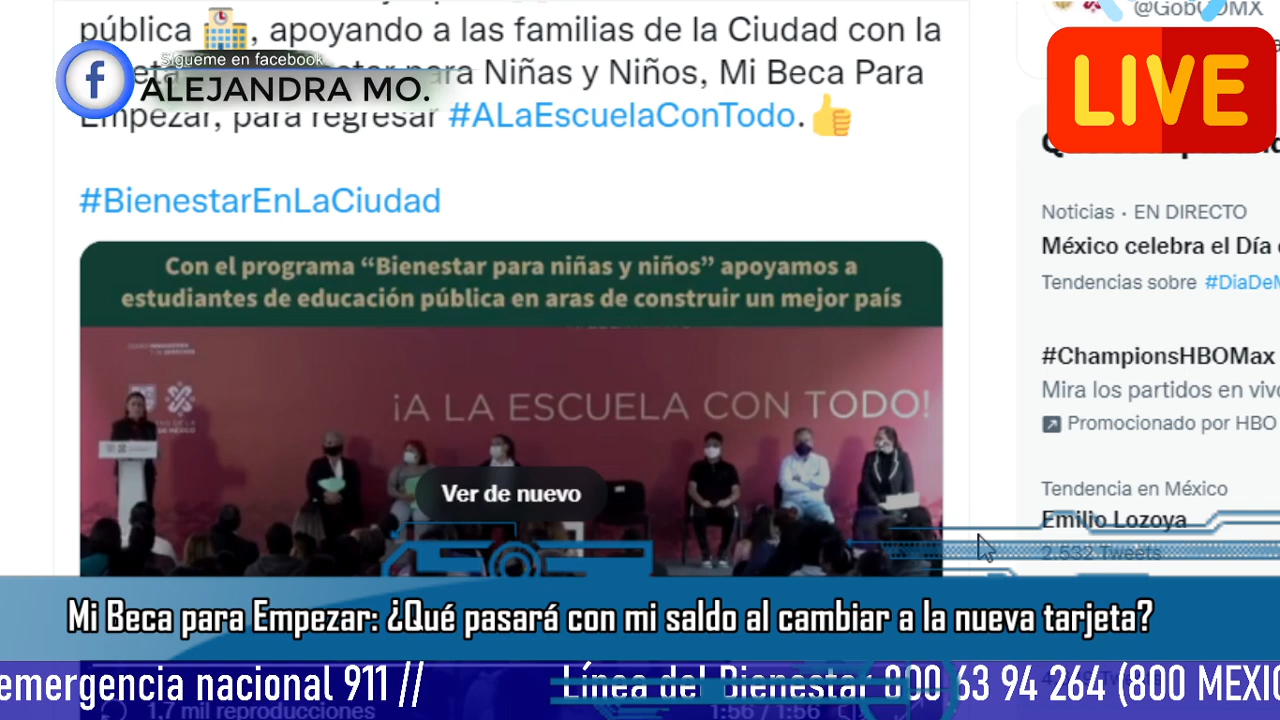 @GobCDMX
pública, apoyando a las familias de la Ciudad con la
Sígueme en facebook
ALEJANDRA MO.
para Niñas y Niños, Mi Beca Para
Empezar, para regresar #ALaEscuelaConTodo.
LIVE
#BienestarEnLaCiudad
Noticias · EN DIRECTO
México celebra el Día
Tendencias sobre
Con el programa “Bienestar para niñas y niños” apoyamos a
estudiantes de educación pública en aras de construir un mejor país
¡A LA ESCUELA CON TODO!
Ver de nuevo
#ChampionsHBOMax
Mira los partidos en vivo
Promocionado por HBO
Tendencia en México
Emilio Lozoya
2,532 Tweets
Mi Beca para Empezar: ¿Qué pasará con mi saldo al cambiar a la nueva tarjeta?
emergencia nacional 911 // Línea del Bienestar 800 63 94 264 (800 MEXIC
1,7 mil reproducciones
1:56 / 1:56